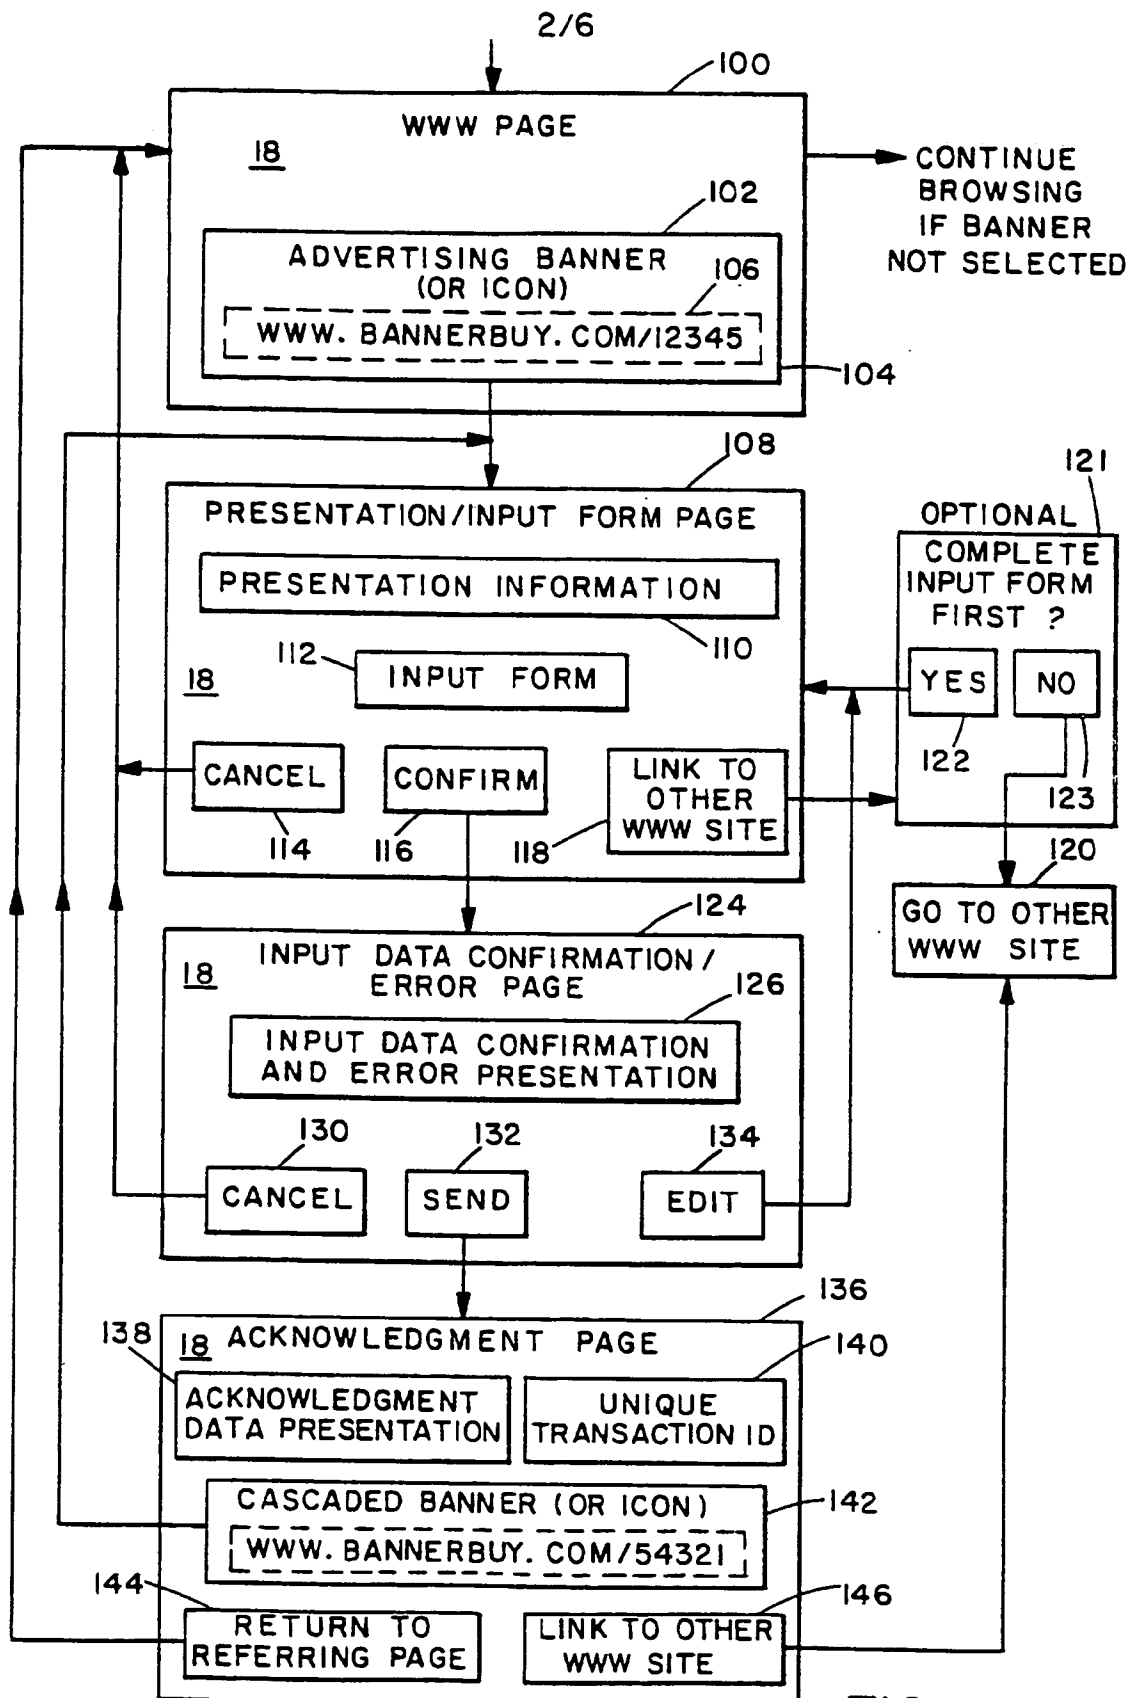 2/6
100
WWW PAGE
18
CONTINUE
BROWSING
IF BANNER
NOT SELECTED
102
ADVERTISING BANNER
(OR ICON)
106
WWW. BANNERBUY. COM/12345
104
108
PRESENTATION/INPUT FORM PAGE
PRESENTATION INFORMATION
110
112
INPUT FORM
18
CANCEL
114
CONFIRM
116
LINK TO
OTHER
WWW SITE
118
121
OPTIONAL
COMPLETE
INPUT FORM
FIRST ?
YES
NO
122
123
120
GO TO OTHER
WWW SITE
124
18
INPUT DATA CONFIRMATION/
ERROR PAGE
126
INPUT DATA CONFIRMATION
AND ERROR PRESENTATION
130
132
134
CANCEL
SEND
EDIT
136
138
18
ACKNOWLEDGMENT PAGE
140
ACKNOWLEDGMENT
DATA PRESENTATION
UNIQUE
TRANSACTION ID
CASCADED BANNER (OR ICON)
142
WWW. BANNERBUY. COM/54321
144
146
RETURN TO
REFERRING PAGE
LINK TO OTHER
WWW SITE